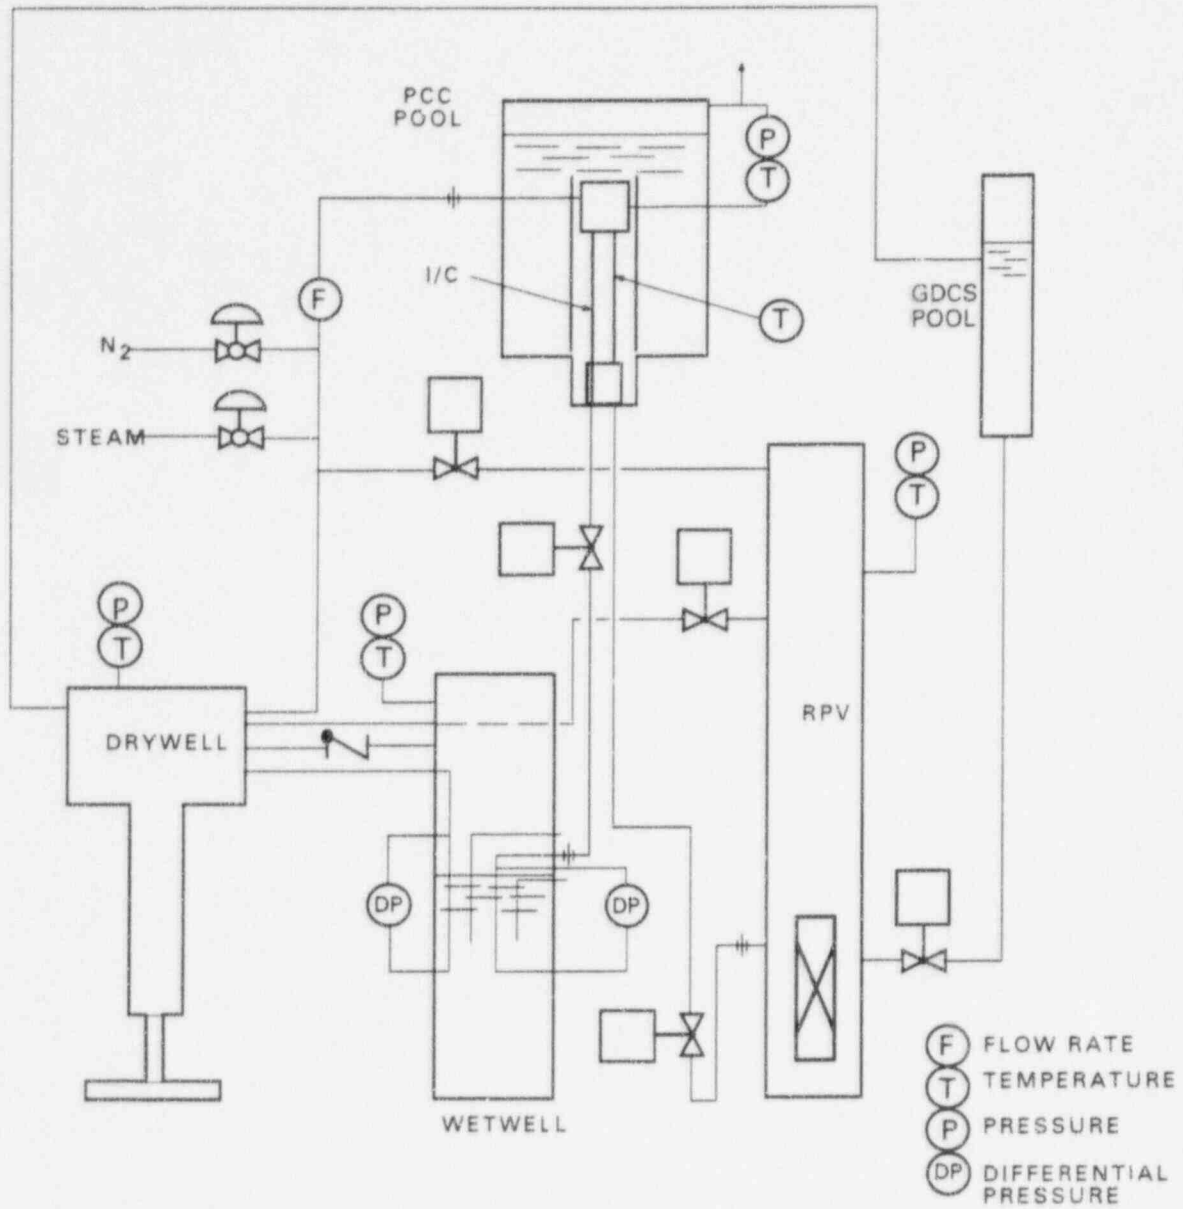 PCC
POOL
P
T
I/C
T
F
N2
STEAM
GDCS
POOL
P
T
P
T
P
T
DRYWELL
RPV
DP
DP
WETWELL
F FLOW RATE
T TEMPERATURE
P PRESSURE
DP DIFFERENTIAL
PRESSURE